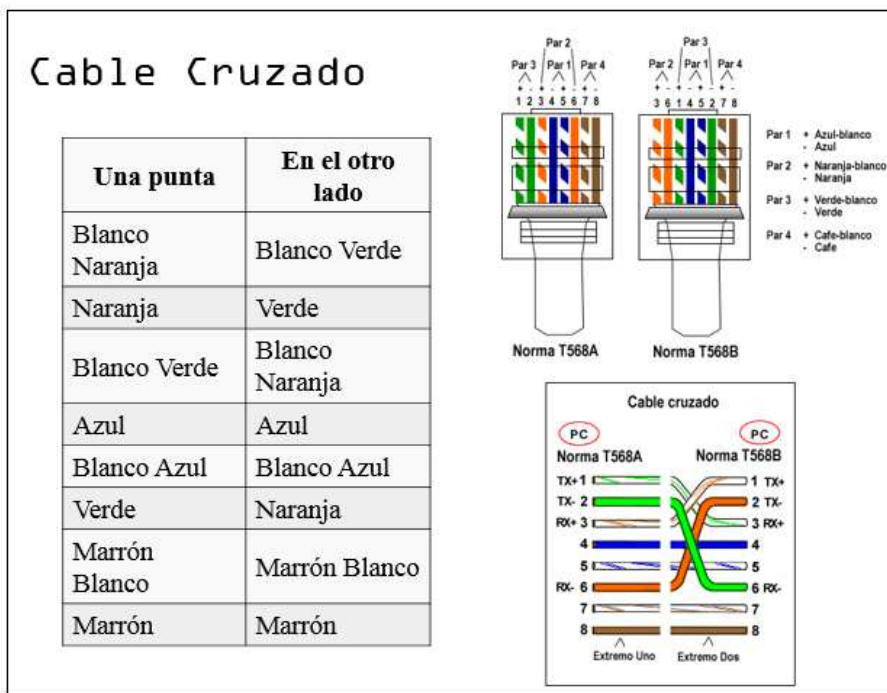 Cable Cruzado
Una punta En el otro lado
Blanco Naranja Blanco Verde
Naranja Verde
Blanco Verde Blanco Naranja
Azul Azul
Blanco Azul Blanco Azul
Verde Naranja
Marrón Blanco Marrón Blanco
Marrón Marrón
Par 2
Par 3 Par 1 Par 4
+ - + - + - + -
1 2 3 4 5 6 7 8
Norma T568A
Par 3
Par 2 Par 1 Par 4
+ - + - + - + -
3 6 1 4 5 2 7 8
Norma T568B
Par 1 + Azul-blanco
- Azul
Par 2 + Naranja-blanco
- Naranja
Par 3 + Verde-blanco
- Verde
Par 4 + Cafe-blanco
- Cafe
Cable cruzado
PC PC
Norma T568A Norma T568B
TX+ 1 1 TX+
TX- 2 2 TX-
RX+ 3 3 RX+
4 4
5 5
RX- 6 6 RX-
7 7
8 8
Extremo Uno Extremo Dos